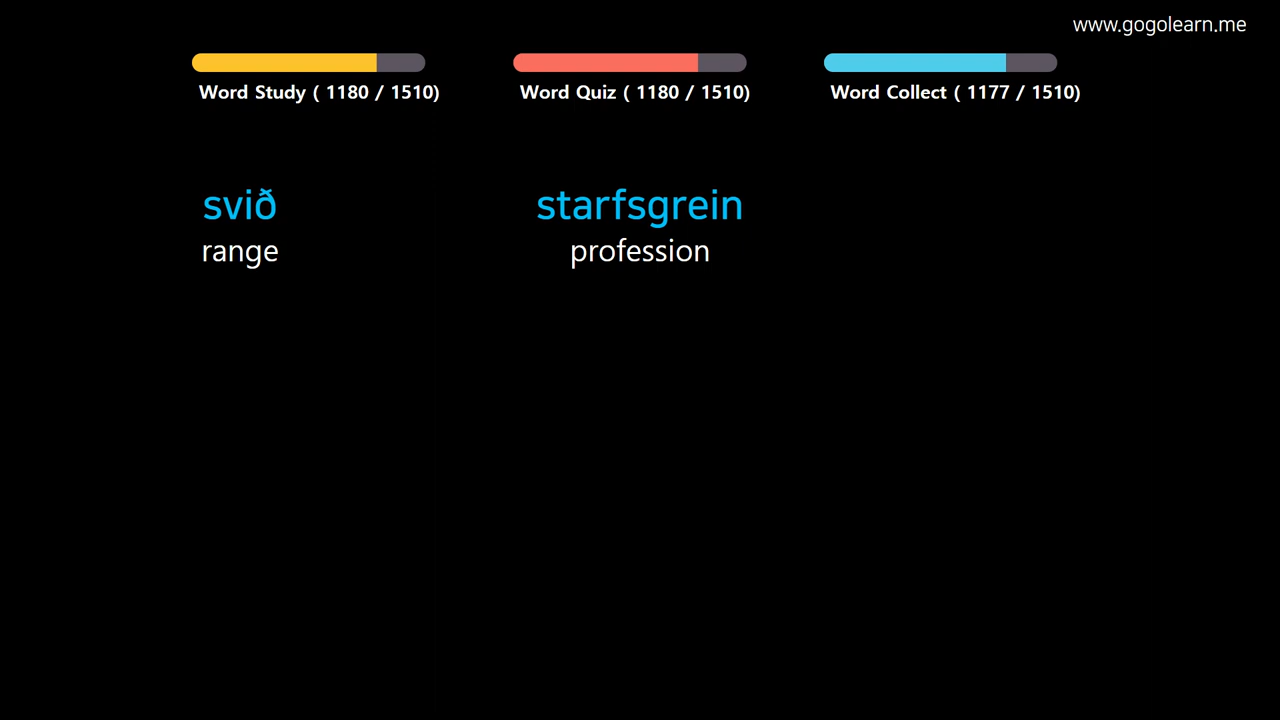 www.gogolearn.me
Word Study ( 1180 / 1510)
Word Quiz ( 1180 / 1510)
Word Collect ( 1177 / 1510)
svið
starfsgrein
range
profession